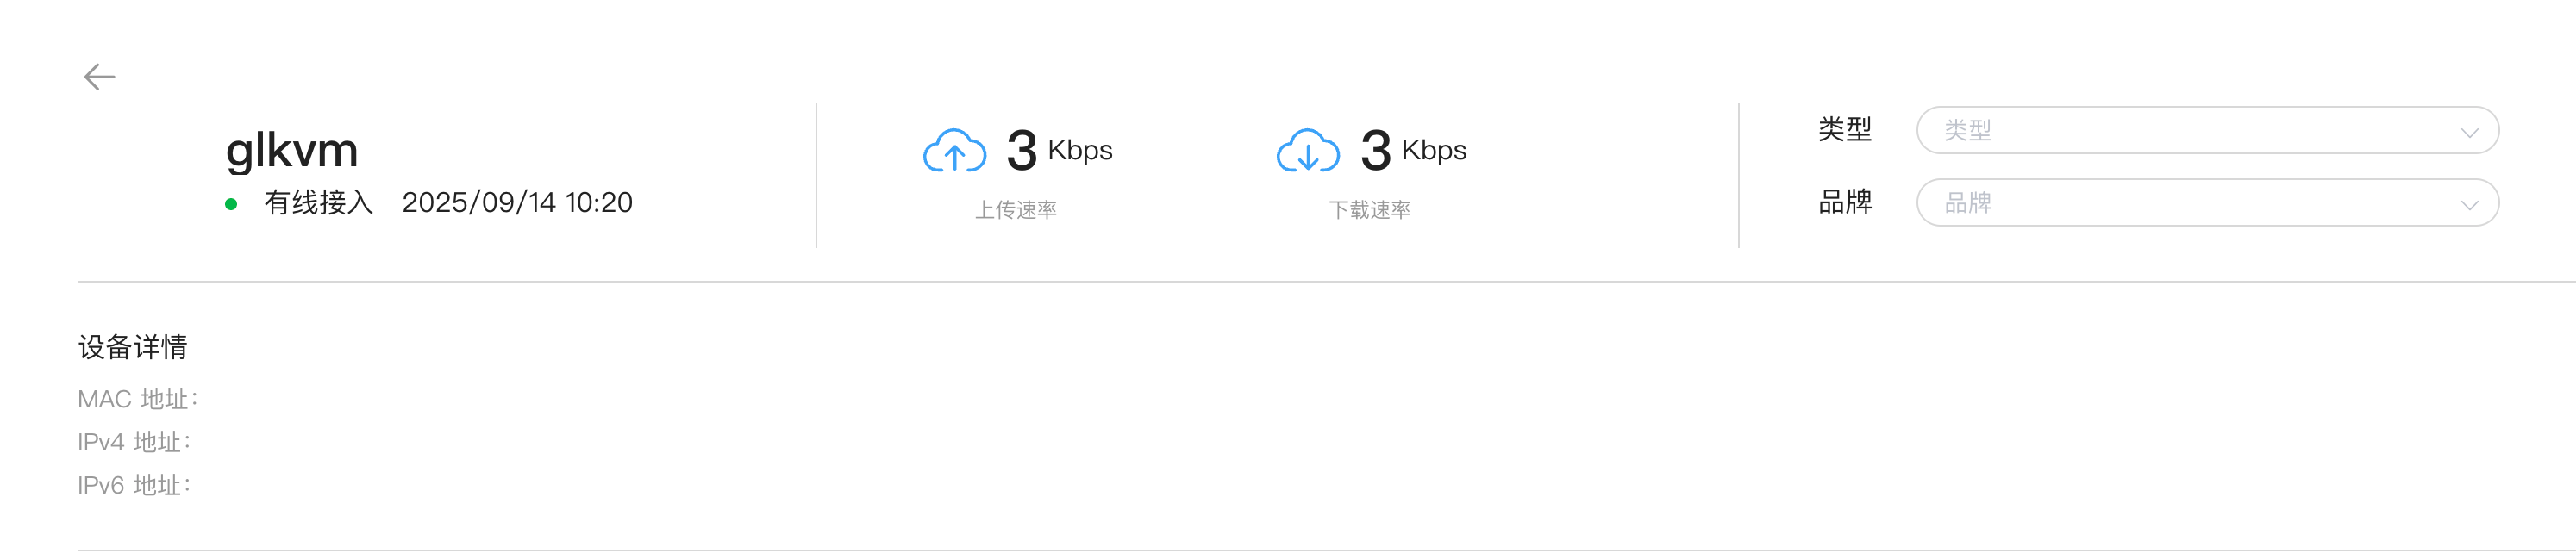 glkvm
有线接入 2025/09/14 10:20
3 Kbps
上传速率
3 Kbps
下载速率
类型 类型
品牌 品牌
设备详情
MAC 地址：
IPv4 地址：
IPv6 地址：